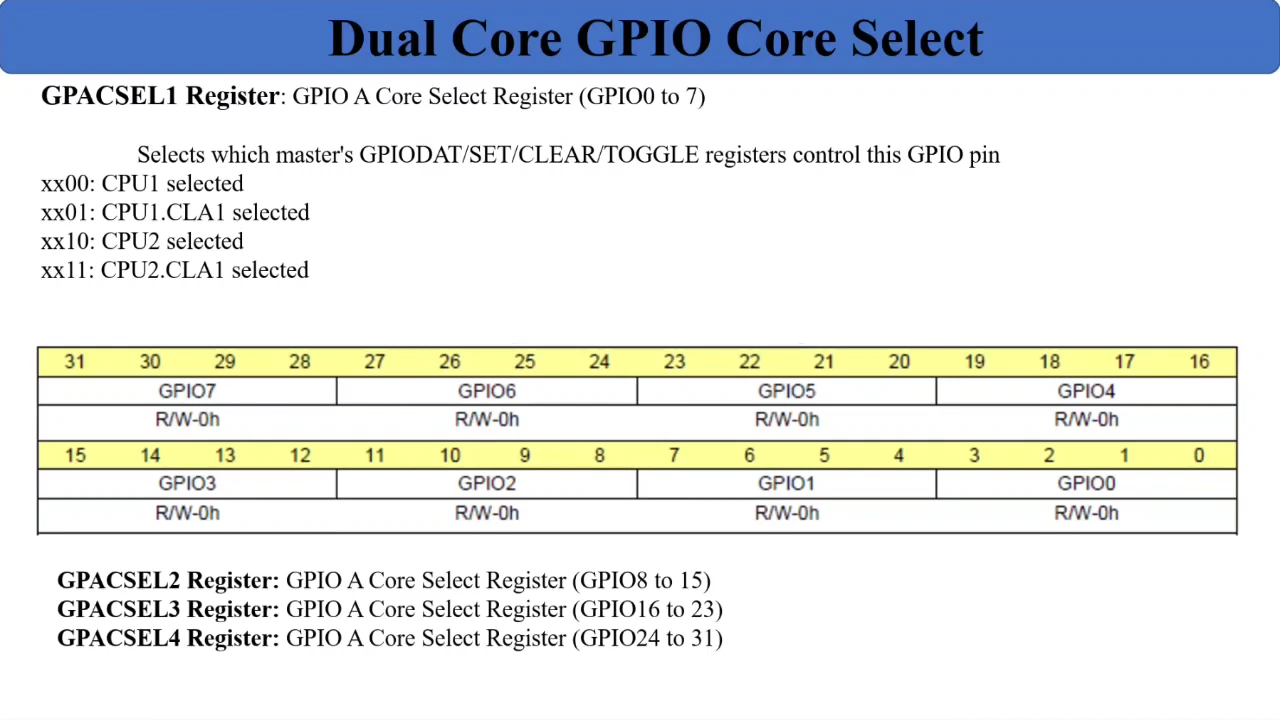 Dual Core GPIO Core Select
GPACSEL1 Register: GPIO A Core Select Register (GPIO0 to 7)
Selects which master's GPIODAT/SET/CLEAR/TOGGLE registers control this GPIO pin
xx00: CPU1 selected
xx01: CPU1.CLA1 selected
xx10: CPU2 selected
xx11: CPU2.CLA1 selected
31 30 29 28 27 26 25 24 23 22 21 20 19 18 17 16
GPIO7 GPIO6 GPIO5 GPIO4
R/W-0h R/W-0h R/W-0h R/W-0h
15 14 13 12 11 10 9 8 7 6 5 4 3 2 1 0
GPIO3 GPIO2 GPIO1 GPIO0
R/W-0h R/W-0h R/W-0h R/W-0h
GPACSEL2 Register: GPIO A Core Select Register (GPIO8 to 15)
GPACSEL3 Register: GPIO A Core Select Register (GPIO16 to 23)
GPACSEL4 Register: GPIO A Core Select Register (GPIO24 to 31)